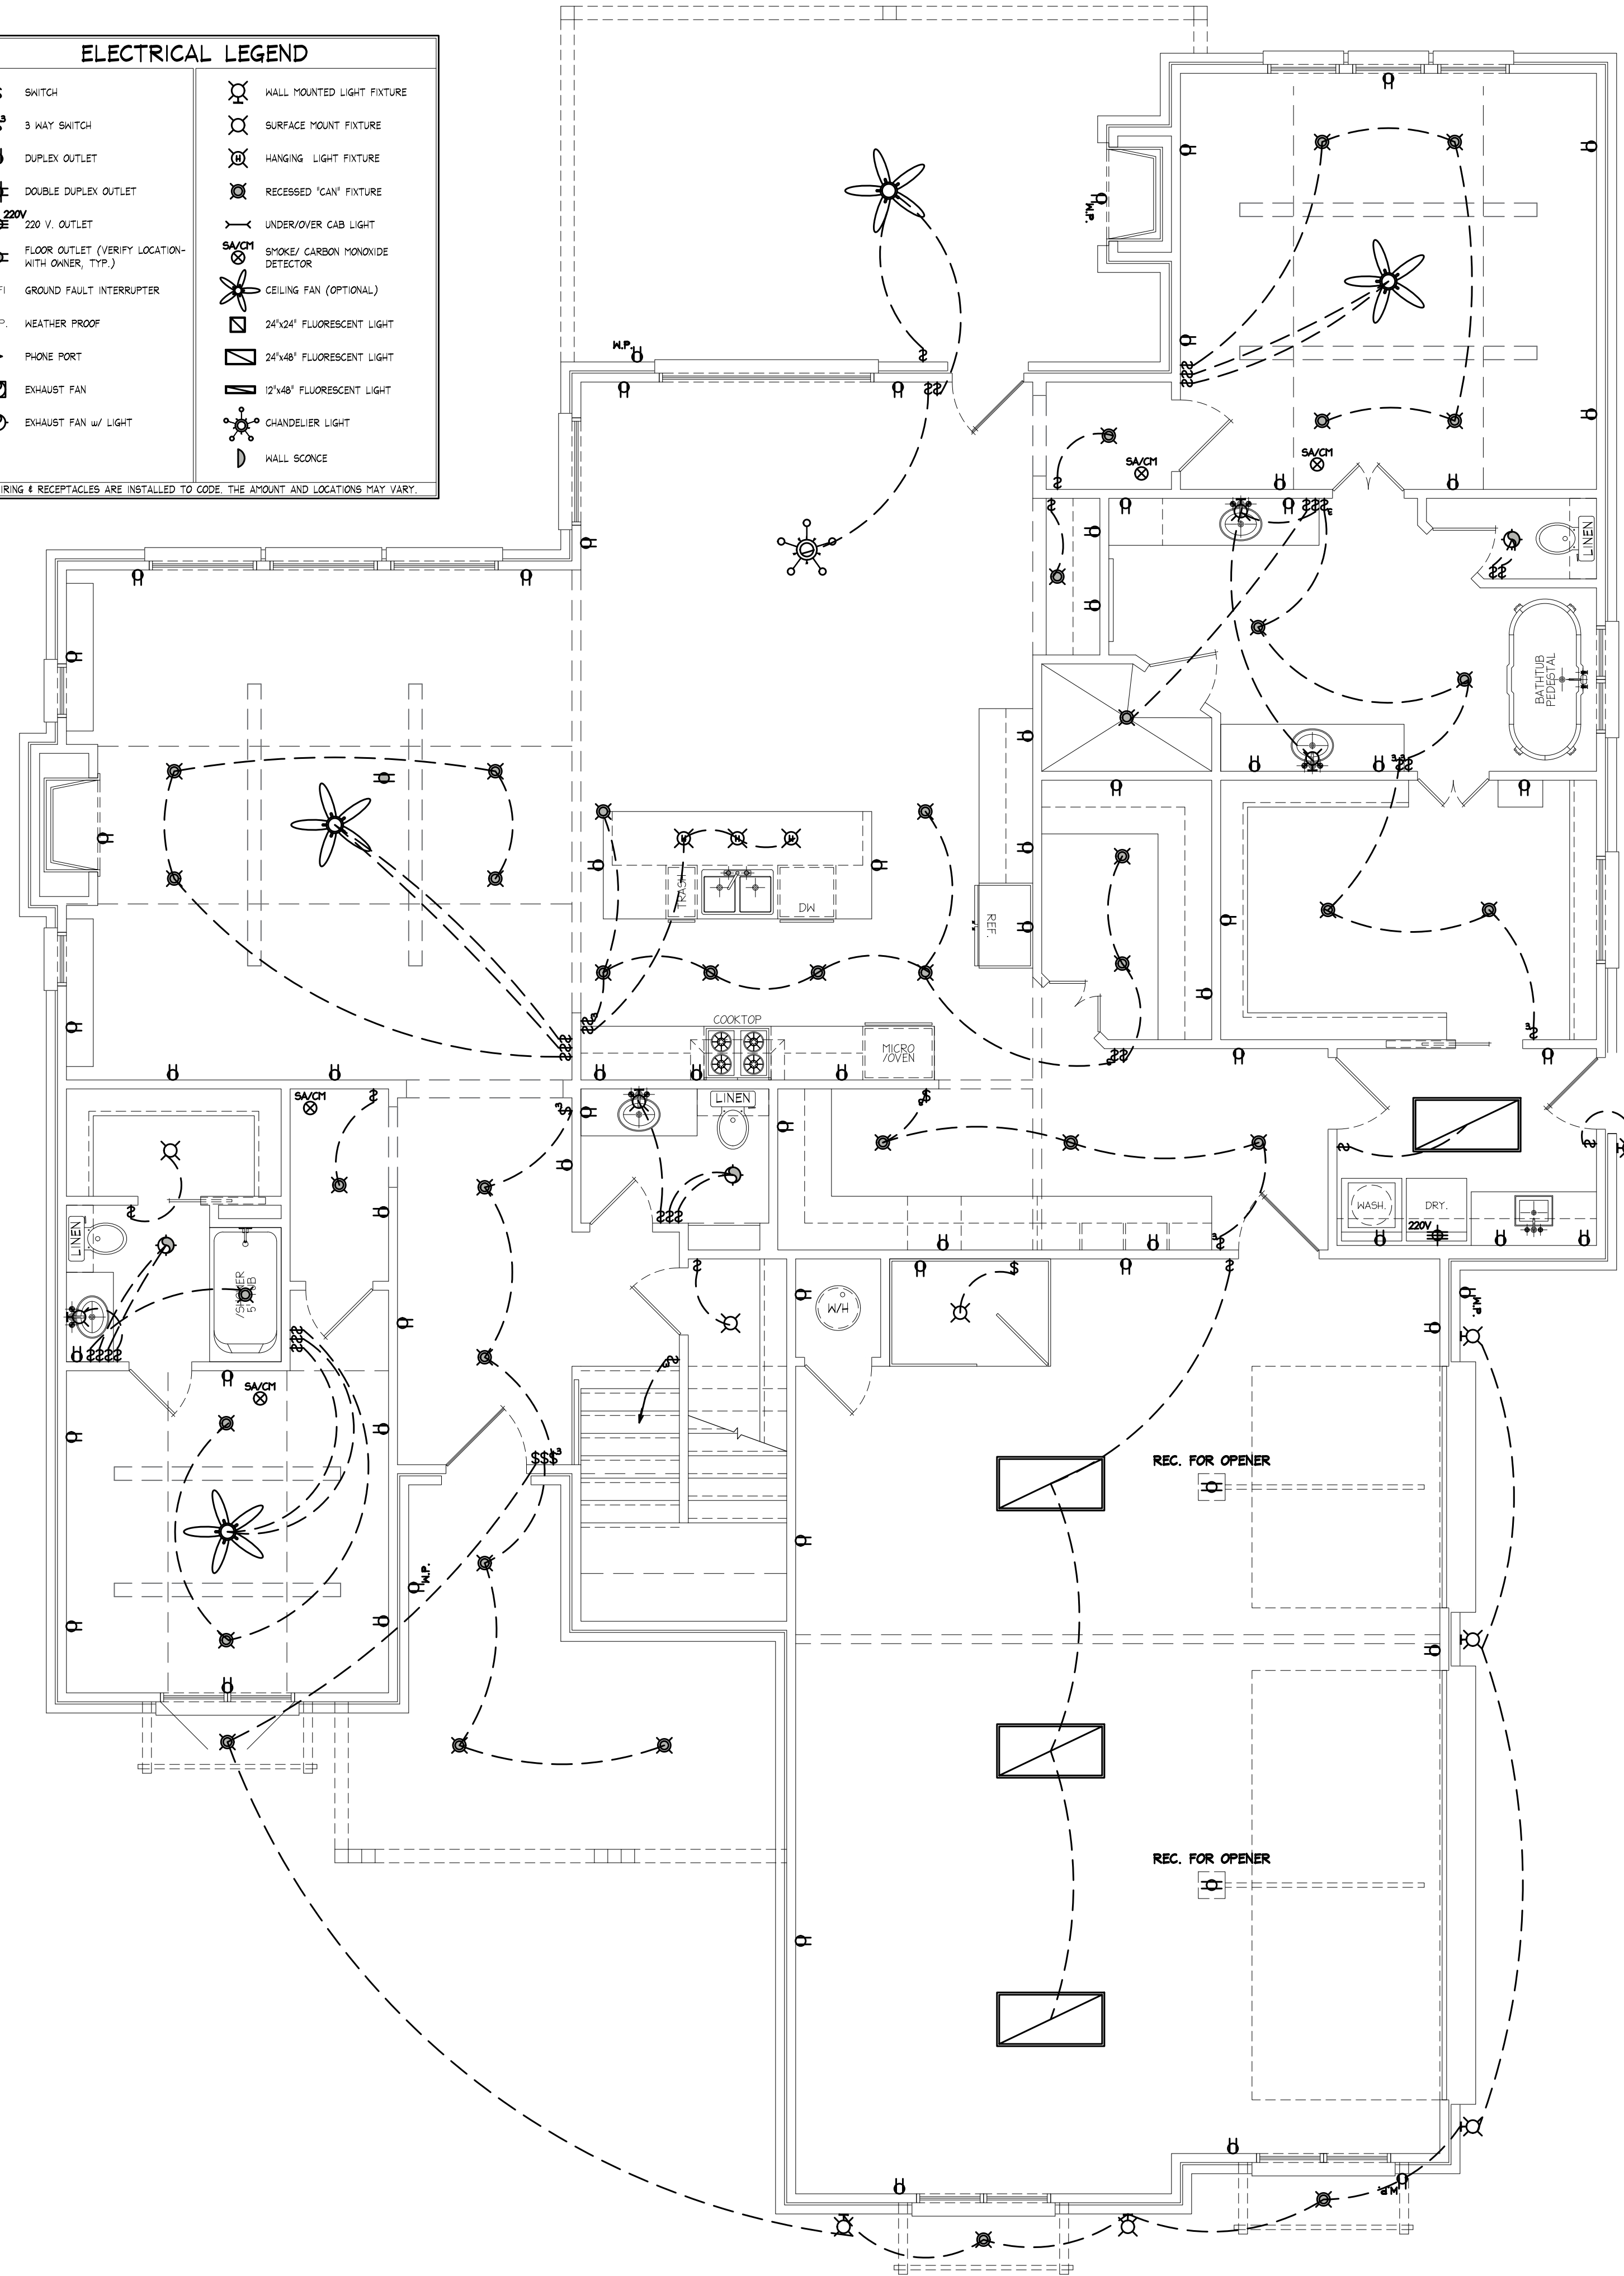 ELECTRICAL LEGEND
SWITCH
3 WAY SWITCH
DUPLEX OUTLET
DOUBLE DUPLEX OUTLET
220V
220 V. OUTLET
FLOOR OUTLET (VERIFY LOCATION-
WITH OWNER, TYP.)
GROUND FAULT INTERRUPTER
WEATHER PROOF
PHONE PORT
EXHAUST FAN
EXHAUST FAN w/ LIGHT
WALL MOUNTED LIGHT FIXTURE
SURFACE MOUNT FIXTURE
H
HANGING LIGHT FIXTURE
RECESSED "CAN" FIXTURE
UNDER/OVER CAB LIGHT
SA/CM
SMOKE/ CARBON MONOXIDE
DETECTOR
CEILING FAN (OPTIONAL)
24"x24" FLUORESCENT LIGHT
24"x48" FLUORESCENT LIGHT
12"x48" FLUORESCENT LIGHT
CHANDELIER LIGHT
WALL SCONCE
& RECEPTACLES ARE INSTALLED TO CODE. THE AMOUNT AND LOCATIONS MAY VARY.
W.P.
W.P.
SA/CM
SA/CM
LINEN
BATHTUB
PEDESTAL
H
H
H
TRASH
DW
REF.
COOKTOP
MICRO
/OVEN
SA/CM
LINEN
LINEN
WASH.
DRY.
220V
5' TUB
/SHOWER
W/H
W.P.
SA/CM
REC. FOR OPENER
W.P.
REC. FOR OPENER
W.P.